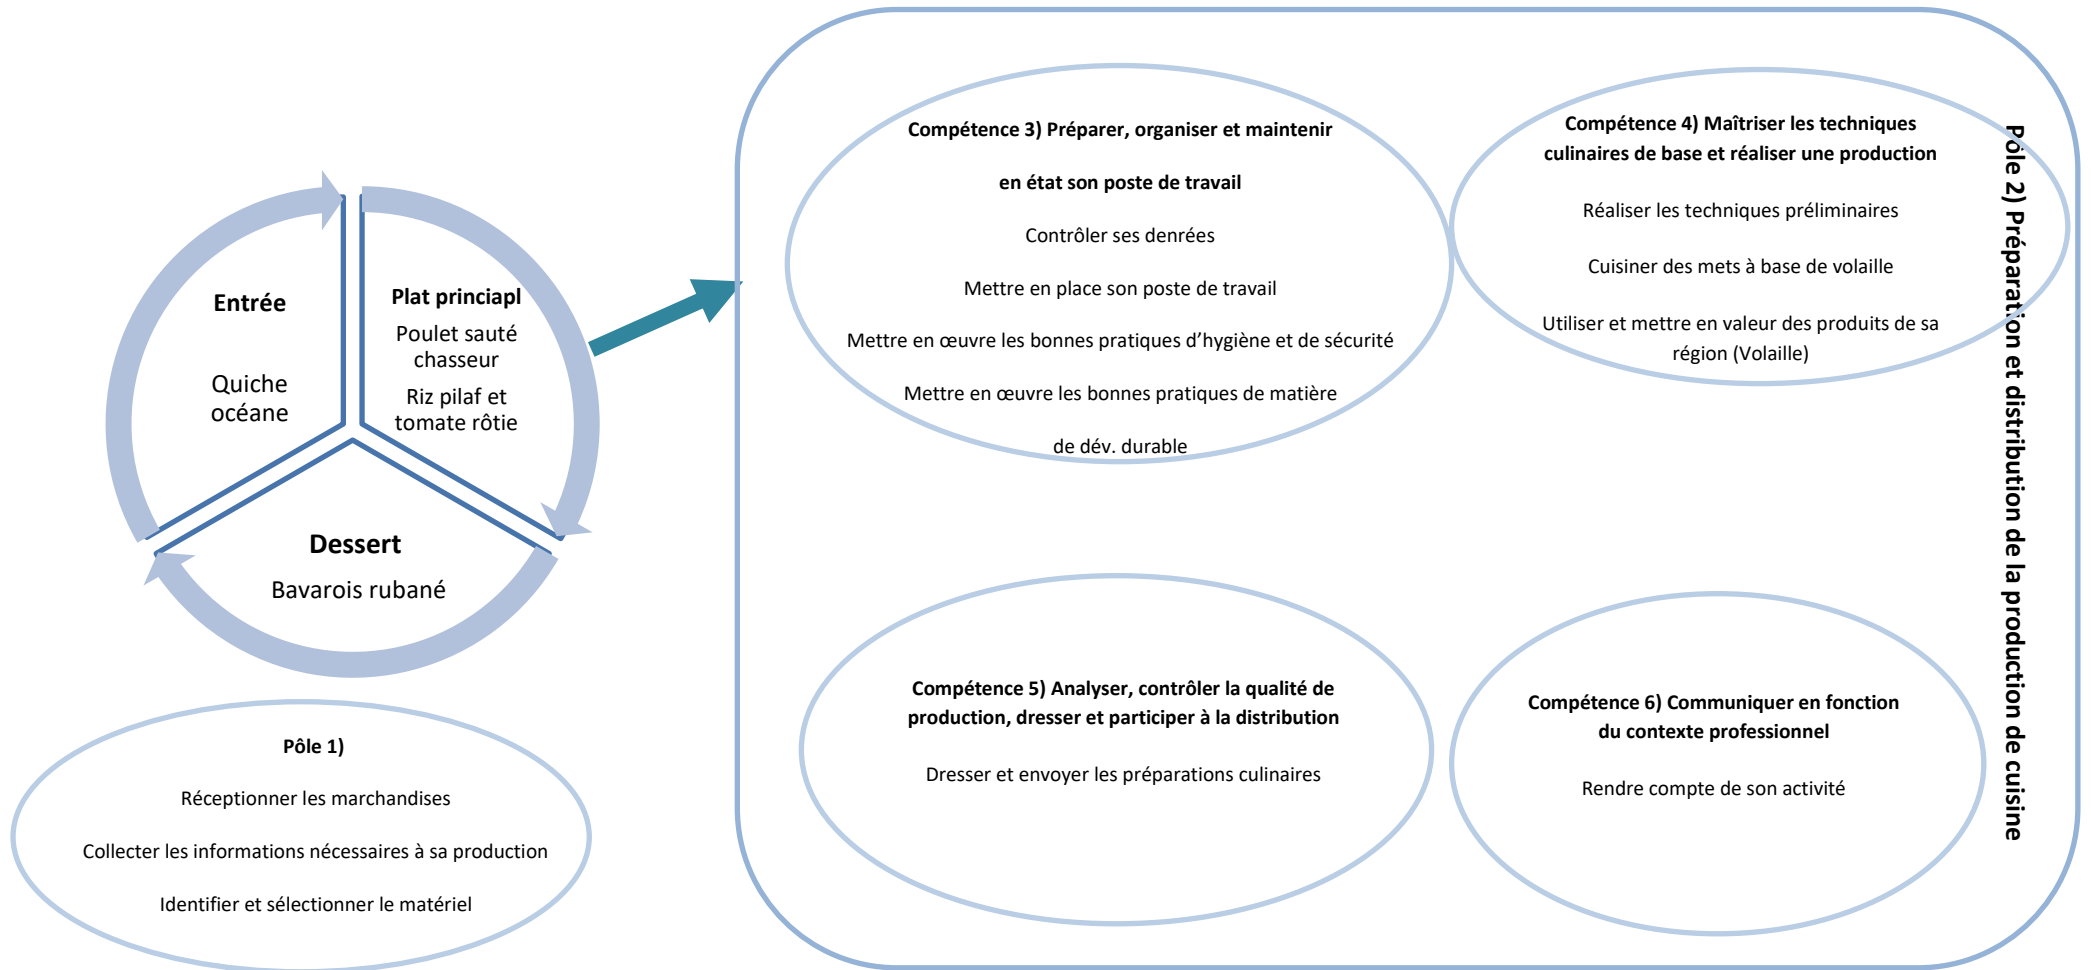 Entrée
Quiche
océane
Plat princiapl
Poulet sauté
chasseur
Riz pilaf et
tomate rôtie
Dessert
Bavarois rubané
Pôle 1)
Réceptionner les marchandises
Collecter les informations nécessaires à sa production
Identifier et sélectionner le matériel
Compétence 3) Préparer, organiser et maintenir
en état son poste de travail
Contrôler ses denrées
Mettre en place son poste de travail
Mettre en œuvre les bonnes pratiques d’hygiène et de sécurité
Mettre en œuvre les bonnes pratiques de matière
de dév. durable
Compétence 4) Maîtriser les techniques
culinaires de base et réaliser une production
Réaliser les techniques préliminaires
Cuisiner des mets à base de volaille
Utiliser et mettre en valeur des produits de sa
région (Volaille)
Compétence 5) Analyser, contrôler la qualité de
production, dresser et participer à la distribution
Dresser et envoyer les préparations culinaires
Compétence 6) Communiquer en fonction
du contexte professionnel
Rendre compte de son activité
Pôle 2) Préparation et distribution de la production de cuisine